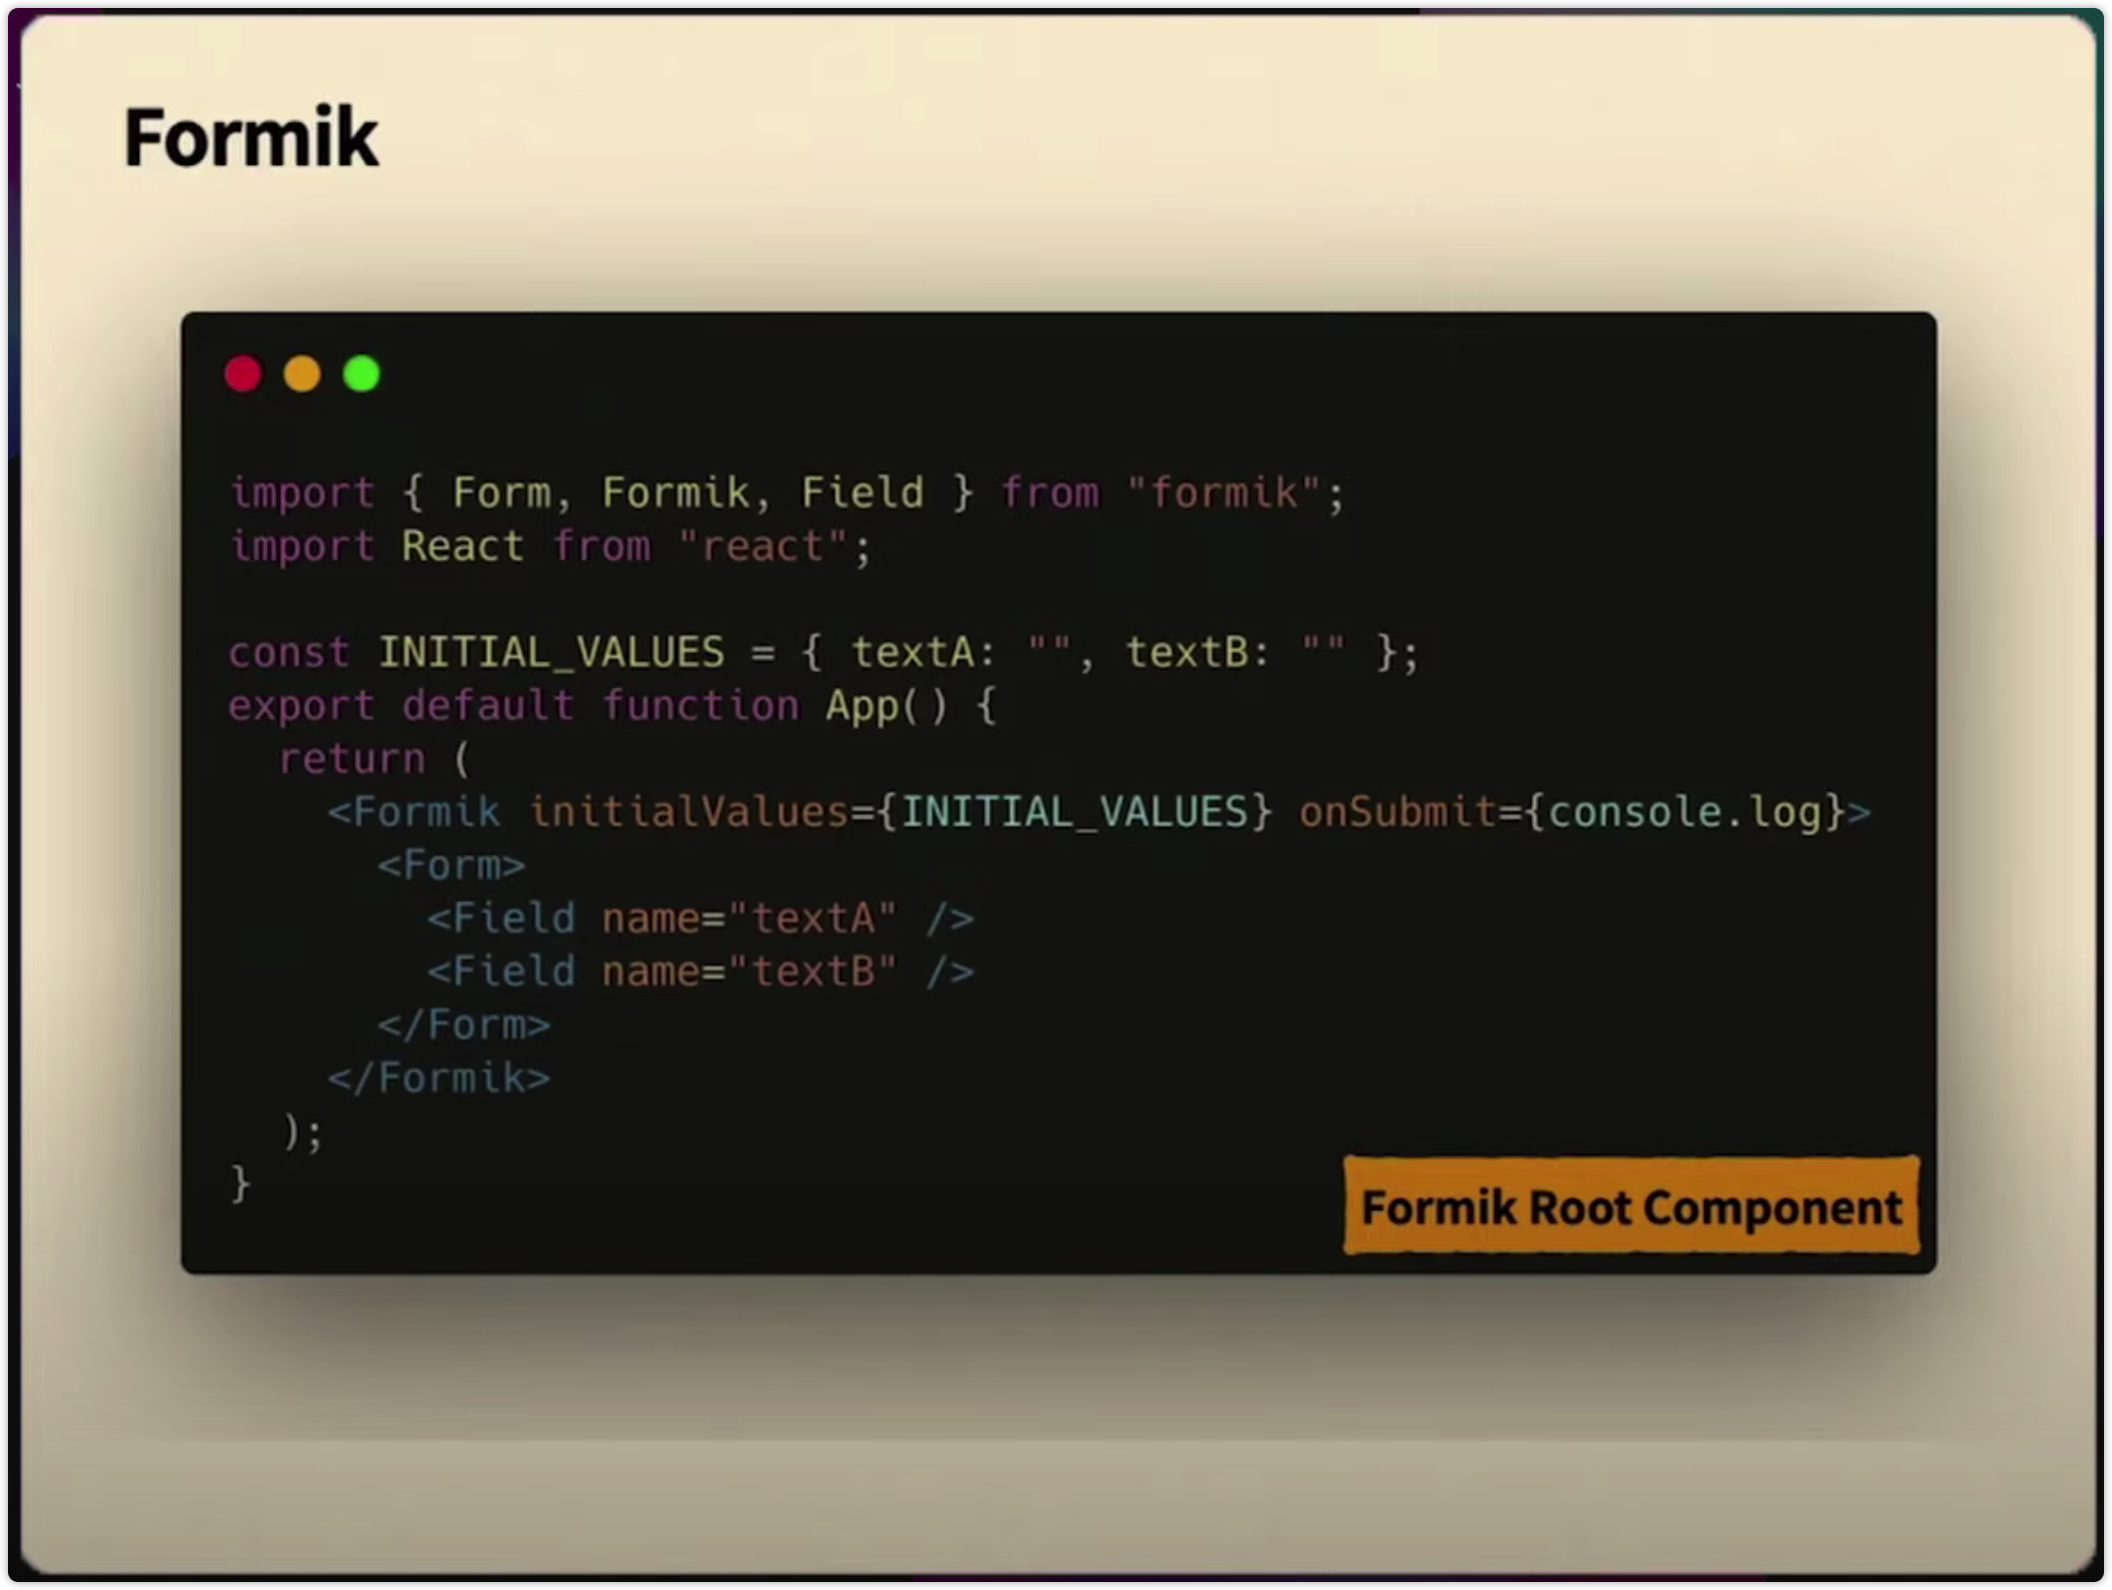 Formik
import { Form, Formik, Field } from "formik";
import React from "react";
const INITIAL_VALUES = { textA: "", textB: "" };
export default function App() {
  return (
    <Formik initialValues={INITIAL_VALUES} onSubmit={console.log}>
      <Form>
        <Field name="textA" />
        <Field name="textB" />
      </Form>
    </Formik>
  );
}
Formik Root Component